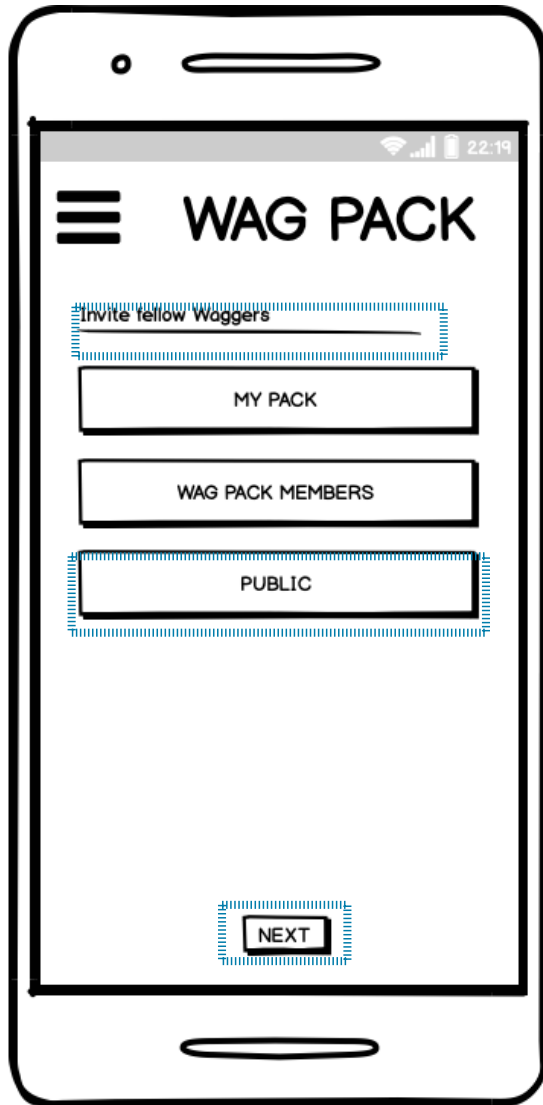 22:19
WAG PACK
Invite fellow Waggers
MY PACK
WAG PACK MEMBERS
PUBLIC
NEXT